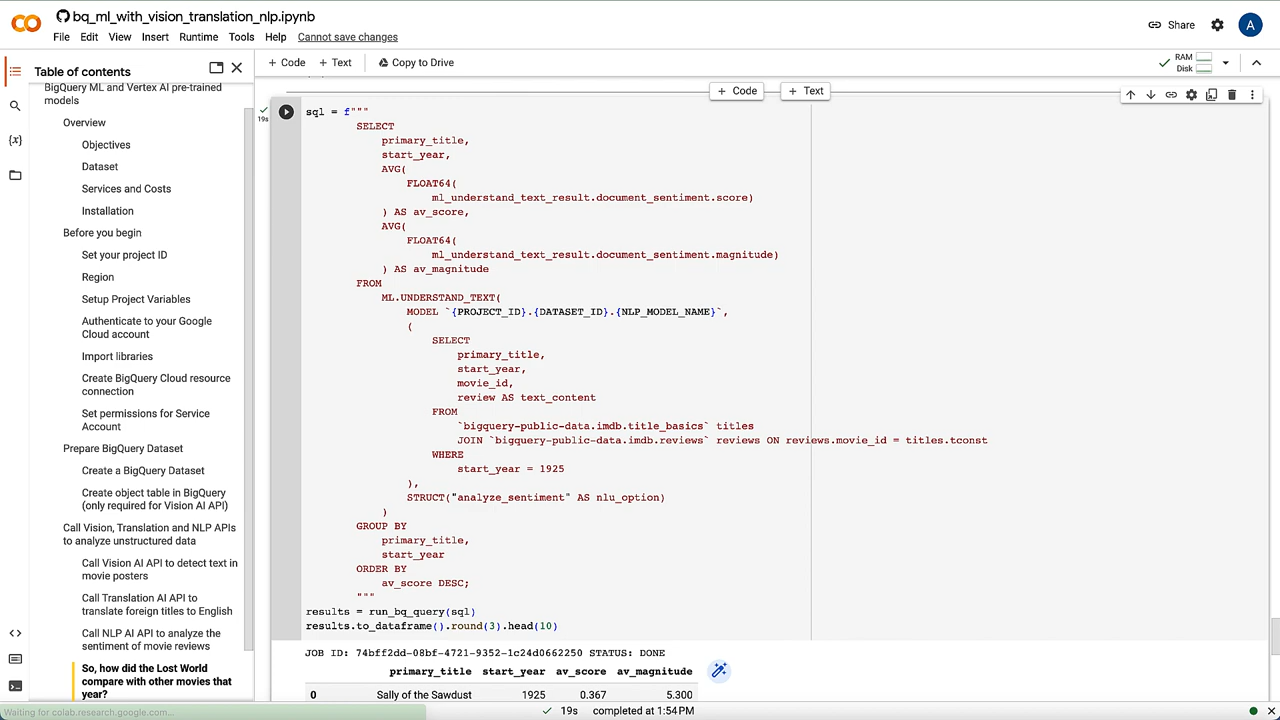 bq_ml_with_vision_translation_nlp.ipynb
File Edit View Insert Runtime Tools Help Cannot save changes
Share
A
Table of contents
+ Code + Text Copy to Drive
RAM
Disk
BigQuery ML and Vertex AI pre-trained
models
Overview
Objectives
Dataset
Services and Costs
Installation
Before you begin
Set your project ID
Region
Setup Project Variables
Authenticate to your Google
Cloud account
Import libraries
Create BigQuery Cloud resource
connection
Set permissions for Service
Account
Prepare BigQuery Dataset
Create a BigQuery Dataset
Create object table in BigQuery
(only required for Vision AI API)
Call Vision, Translation and NLP APIs
to analyze unstructured data
Call Vision AI API to detect text in
movie posters
Call Translation AI API to
translate foreign titles to English
Call NLP AI API to analyze the
sentiment of movie reviews
So, how did the Lost World
compare with other movies that
year?
{x}
+ Code + Text
19s
sql = f"""
SELECT
primary_title,
start_year,
AVG(
FLOAT64(
ml_understand_text_result.document_sentiment.score)
) AS av_score,
AVG(
FLOAT64(
ml_understand_text_result.document_sentiment.magnitude)
) AS av_magnitude
FROM
ML.UNDERSTAND_TEXT(
MODEL `{PROJECT_ID}.{DATASET_ID}.{NLP_MODEL_NAME}`,
(
SELECT
primary_title,
start_year,
movie_id,
review AS text_content
FROM
`bigquery-public-data.imdb.title_basics` titles
JOIN `bigquery-public-data.imdb.reviews` reviews ON reviews.movie_id = titles.tconst
WHERE
start_year = 1925
),
STRUCT("analyze_sentiment" AS nlu_option)
)
GROUP BY
primary_title,
start_year
ORDER BY
av_score DESC;
"""
results = run_bq_query(sql)
results.to_dataframe().round(3).head(10)
JOB ID: 74bff2dd-08bf-4721-9352-1c24d0662250 STATUS: DONE
primary_title start_year av_score av_magnitude
0 Sally of the Sawdust 1925 0.367 5.300
Waiting for colab.research.google.com...
19s completed at 1:54 PM